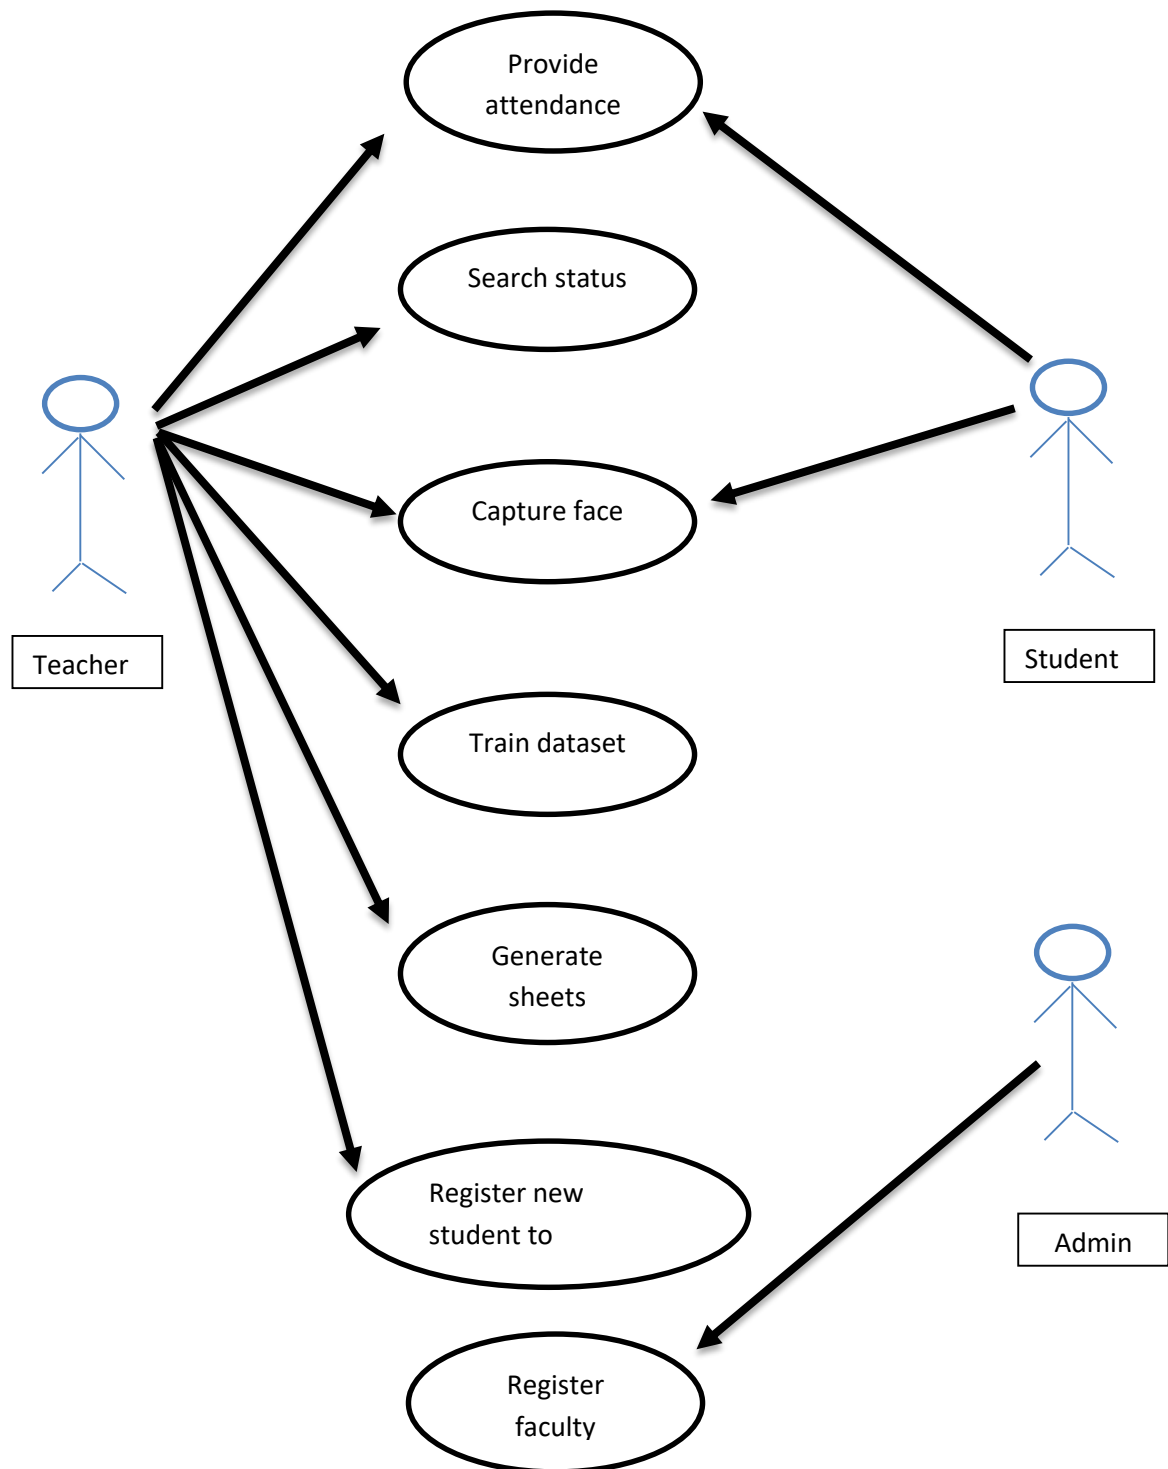 Provide
attendance
Search status
Capture face
Teacher
Student
Train dataset
Generate
sheets
Register new
student to
Admin
Register
faculty